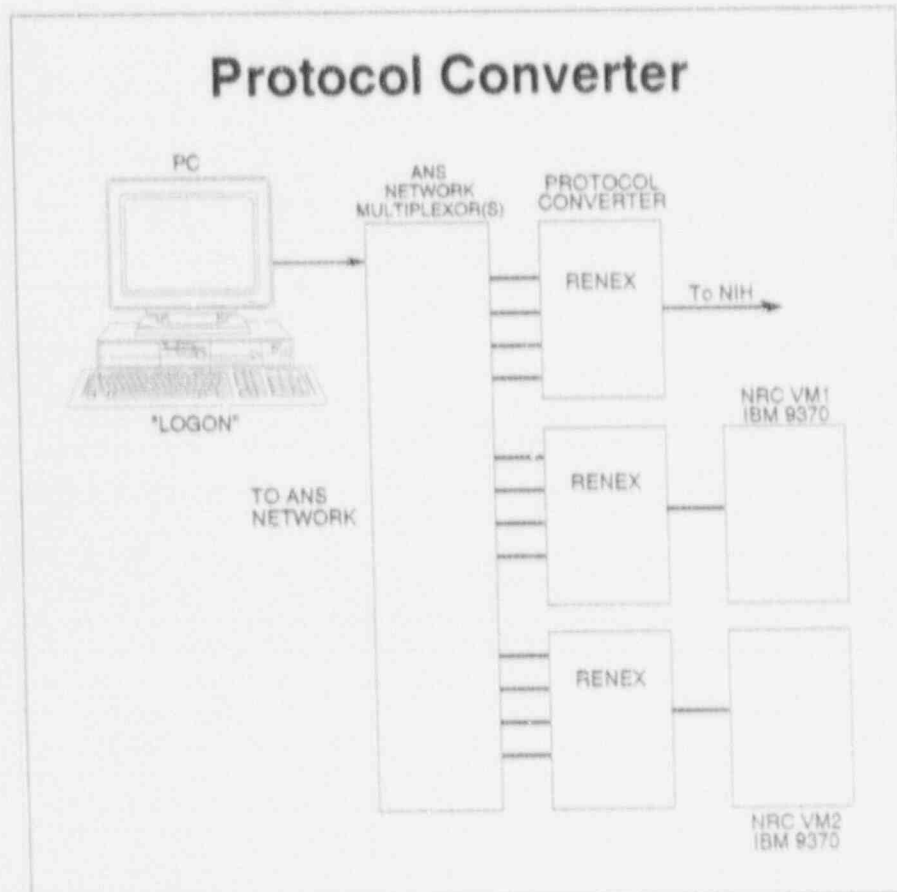 Protocol Converter
PC
ANS
NETWORK
MULTIPLEXOR(S)
PROTOCOL
CONVERTER
RENEX
To NIH
"LOGON"
NRC VM1
IBM 9370
RENEX
TO ANS
NETWORK
RENEX
NRC VM2
IBM 9370